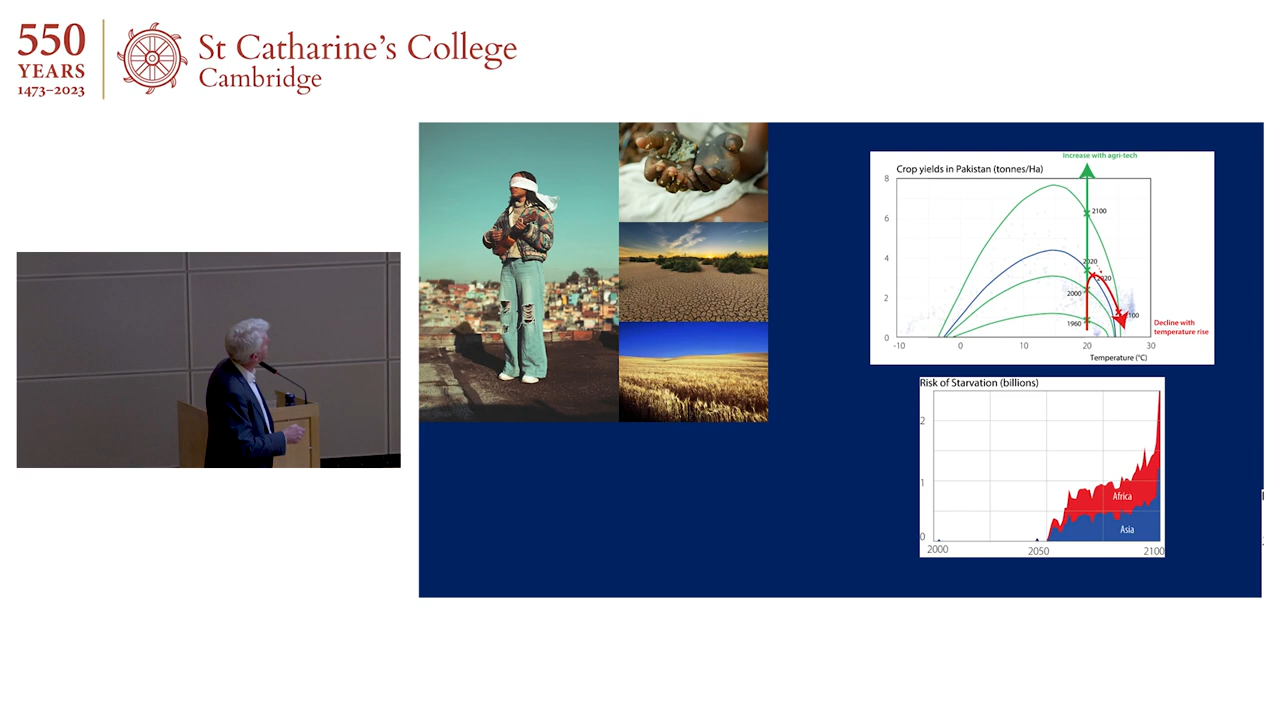 550
YEARS
1473–2023
St Catharine's College
Cambridge
Increase with agri-tech
Crop yields in Pakistan (tonnes/Ha)
8
6
4
2
0
2100
2020
2020
2000
1960
2100
Decline with
temperature rise
-10
0
10
20
30
Temperature (°C)
Risk of Starvation (billions)
2
1
0
Africa
Asia
2000
2050
2100